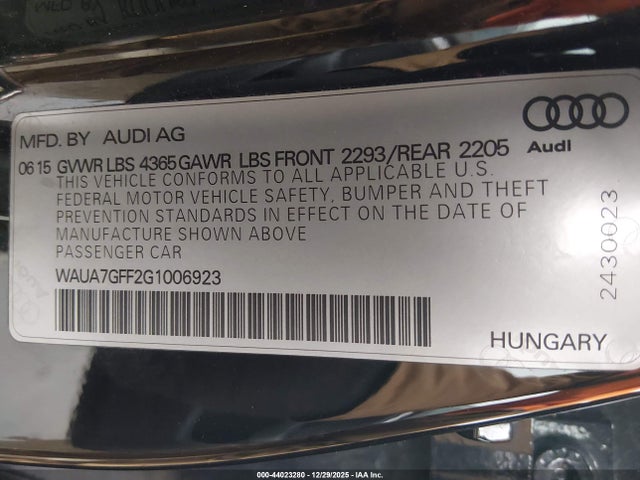 MFD. BY AUDI AG
Audi
06 15 GVWR LBS 4365 GAWR LBS FRONT 2293/REAR 2205
THIS VEHICLE CONFORMS TO ALL APPLICABLE U.S.
FEDERAL MOTOR VEHICLE SAFETY, BUMPER AND THEFT
PREVENTION STANDARDS IN EFFECT ON THE DATE OF
MANUFACTURE SHOWN ABOVE
PASSENGER CAR
WAUA7GFF2G1006923
2430023
HUNGARY
000-44023280 - 12/29/2025 - IAA Inc.